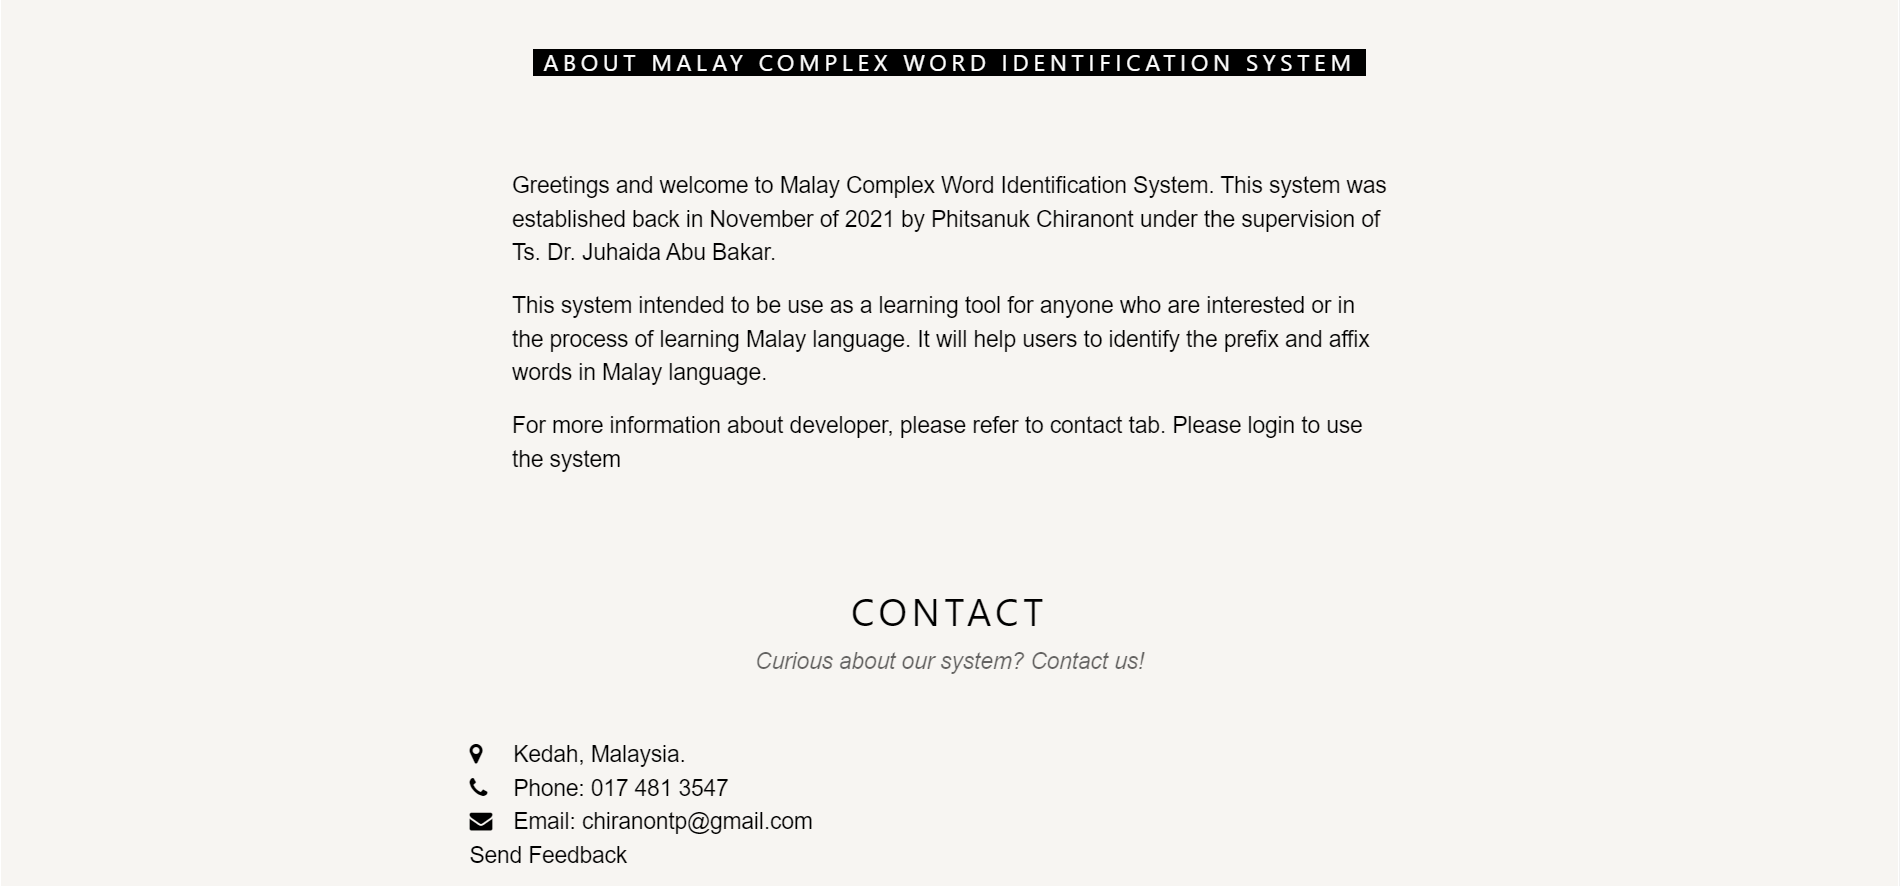 ABOUT MALAY COMPLEX WORD IDENTIFICATION SYSTEM
Greetings and welcome to Malay Complex Word Identification System. This system was
established back in November of 2021 by Phitsanuk Chiranont under the supervision of
Ts. Dr. Juhaida Abu Bakar.
This system intended to be use as a learning tool for anyone who are interested or in
the process of learning Malay language. It will help users to identify the prefix and affix
words in Malay language.
For more information about developer, please refer to contact tab. Please login to use
the system
CONTACT
Curious about our system? Contact us!
Kedah, Malaysia.
Phone: 017 481 3547
Email: chiranontp@gmail.com
Send Feedback